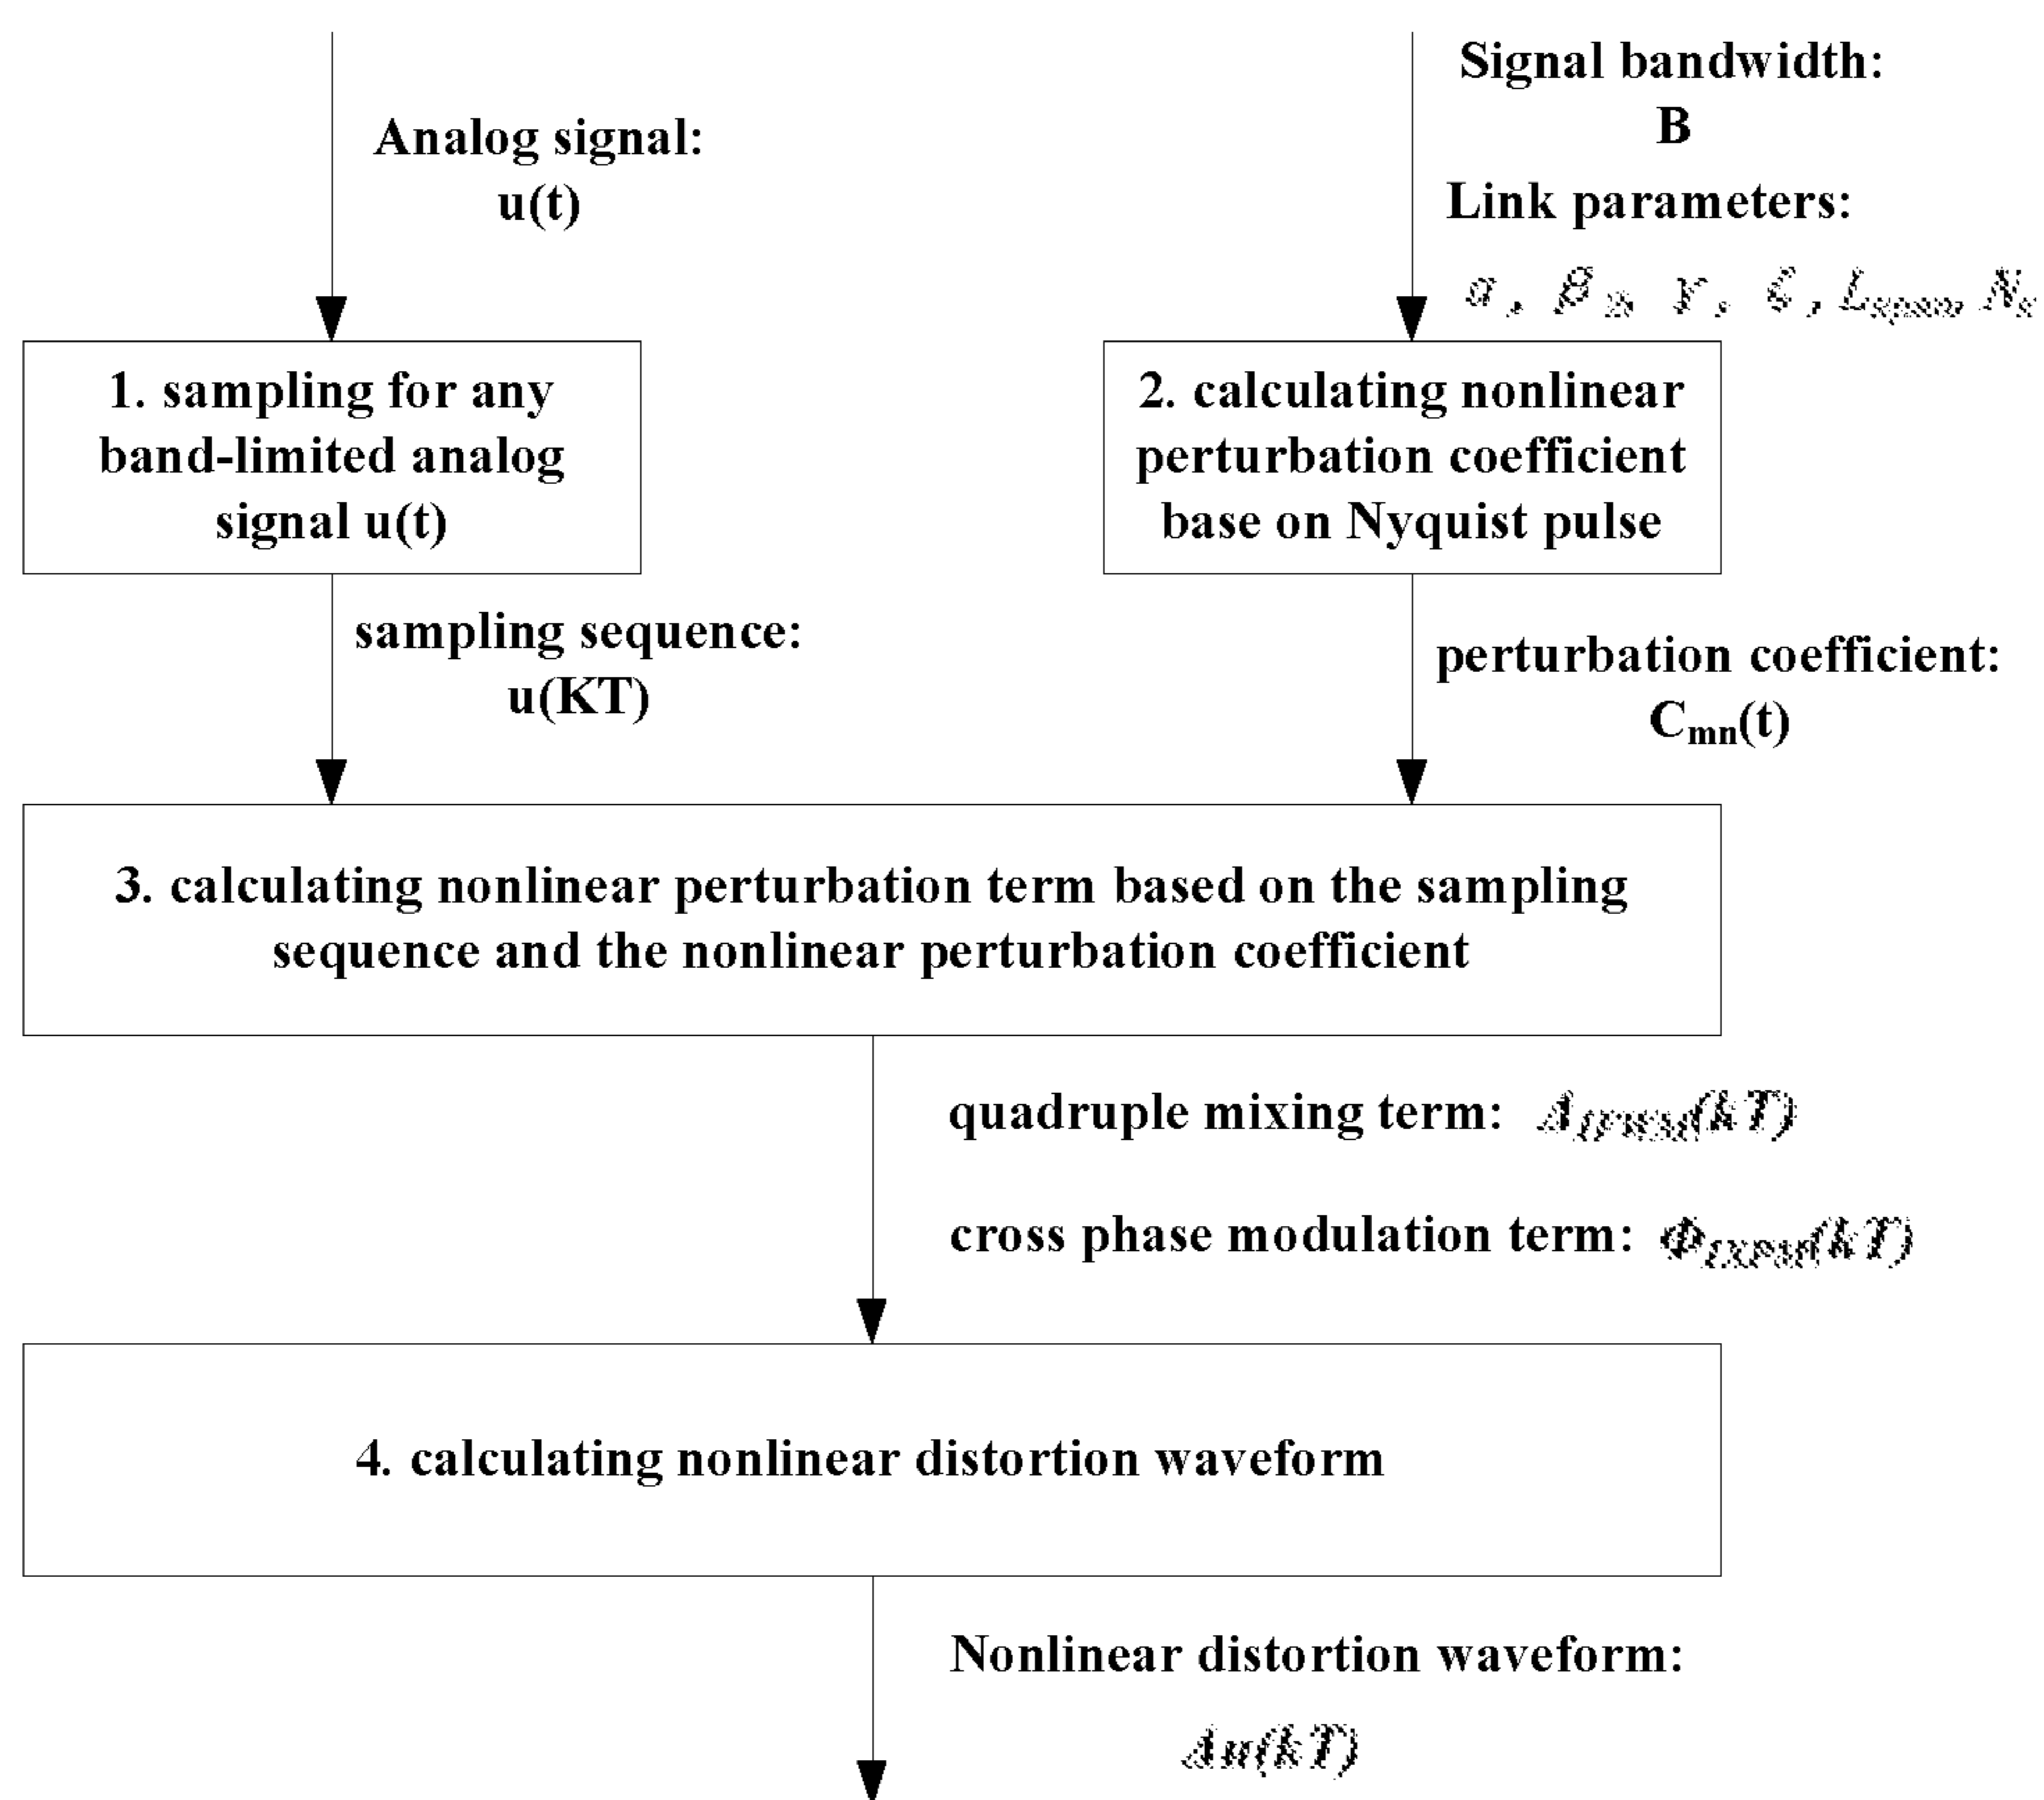 Analog signal:
u(t)
Signal bandwidth:
B
Link parameters:
1. sampling for any
band-limited analog
signal u(t)
2. calculating nonlinear
perturbation coefficient
base on Nyquist pulse
sampling sequence:
u(KT)
perturbation coefficient:
Cmn(t)
3. calculating nonlinear perturbation term based on the sampling
sequence and the nonlinear perturbation coefficient
quadruple mixing term:
cross phase modulation term:
4. calculating nonlinear distortion waveform
Nonlinear distortion waveform:
Δu(kT)